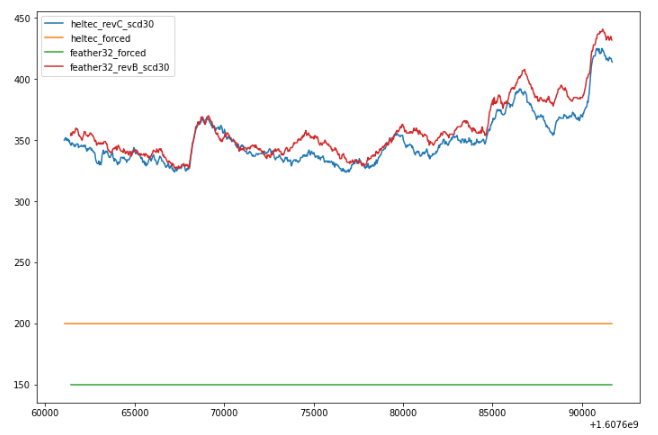 heltec_revC_scd30
heltec_forced
feather32_forced
feather32_revB_scd30
450
400
350
300
250
200
150
60000 65000 70000 75000 80000 85000 90000
+1.6076e9